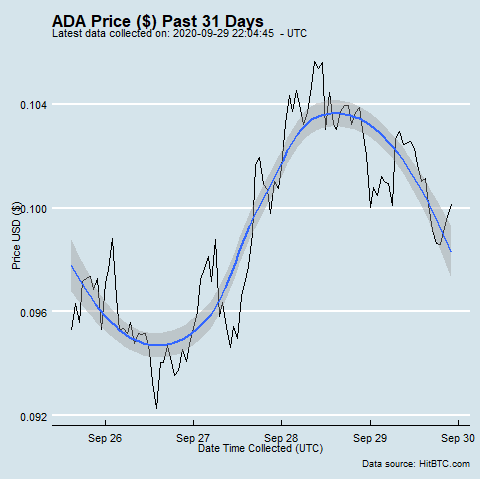 ADA Price ($) Past 31 Days
Latest data collected on: 2020-09-29 22:04:45 - UTC
0.104
0.100
0.096
0.092
Price USD ($)
Sep 26 Sep 27 Sep 28 Sep 29 Sep 30
Date Time Collected (UTC)
Data source: HitBTC.com